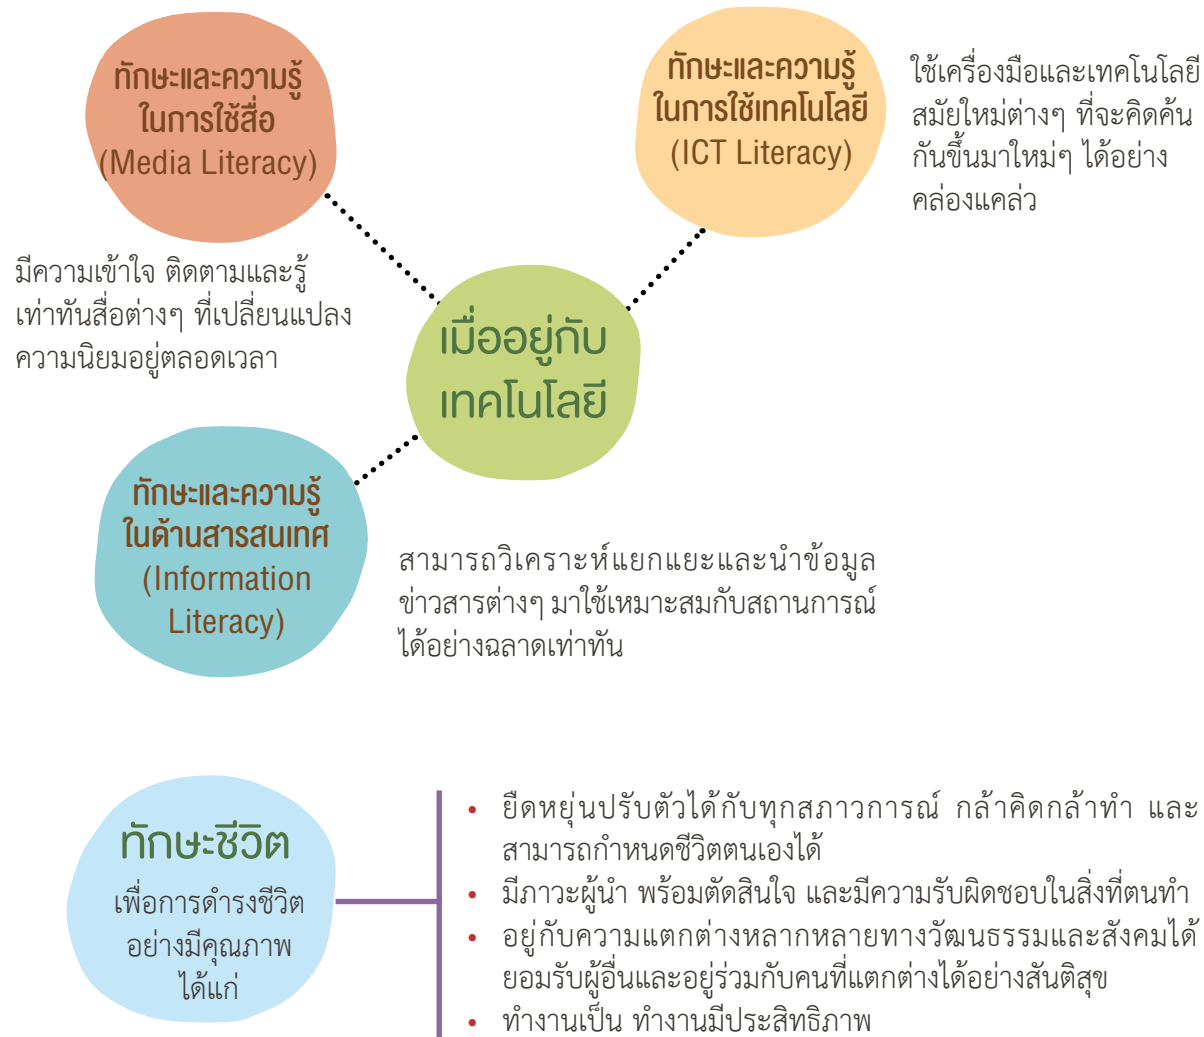 ทักษะและความรู้
ในการใช้สื่อ
(Media Literacy)
มีความเข้าใจ ติดตามและรู้
เท่าทันสื่อต่างๆ ที่เปลี่ยนแปลง
ความนิยมอยู่ตลอดเวลา
ทักษะและความรู้
ในการใช้เทคโนโลยี
(ICT Literacy)
ใช้เครื่องมือและเทคโนโลยี
สมัยใหม่ต่างๆ ที่จะคิดค้น
กันขึ้นมาใหม่ๆ ได้อย่าง
คล่องแคล่ว
เมื่ออยู่กับ
เทคโนโลยี
ทักษะและความรู้
ในด้านสารสนเทศ
(Information
Literacy)
สามารถวิเคราะห์แยกแยะและนำข้อมูล
ข่าวสารต่างๆ มาใช้เหมาะสมกับสถานการณ์
ได้อย่างฉลาดเท่าทัน
ทักษะชีวิต
เพื่อการดำรงชีวิต
อย่างมีคุณภาพ
ได้แก่
• ยืดหยุ่นปรับตัวได้กับทุกสภาวการณ์ กล้าคิดกล้าทำ และ
สามารถกำหนดชีวิตตนเองได้
• มีภาวะผู้นำ พร้อมตัดสินใจ และมีความรับผิดชอบในสิ่งที่ตนทำ
• อยู่กับความแตกต่างหลากหลายทางวัฒนธรรมและสังคมได้
ยอมรับผู้อื่นและอยู่ร่วมกับคนที่แตกต่างได้อย่างสันติสุข
• ทำงานเป็น ทำงานมีประสิทธิภาพ